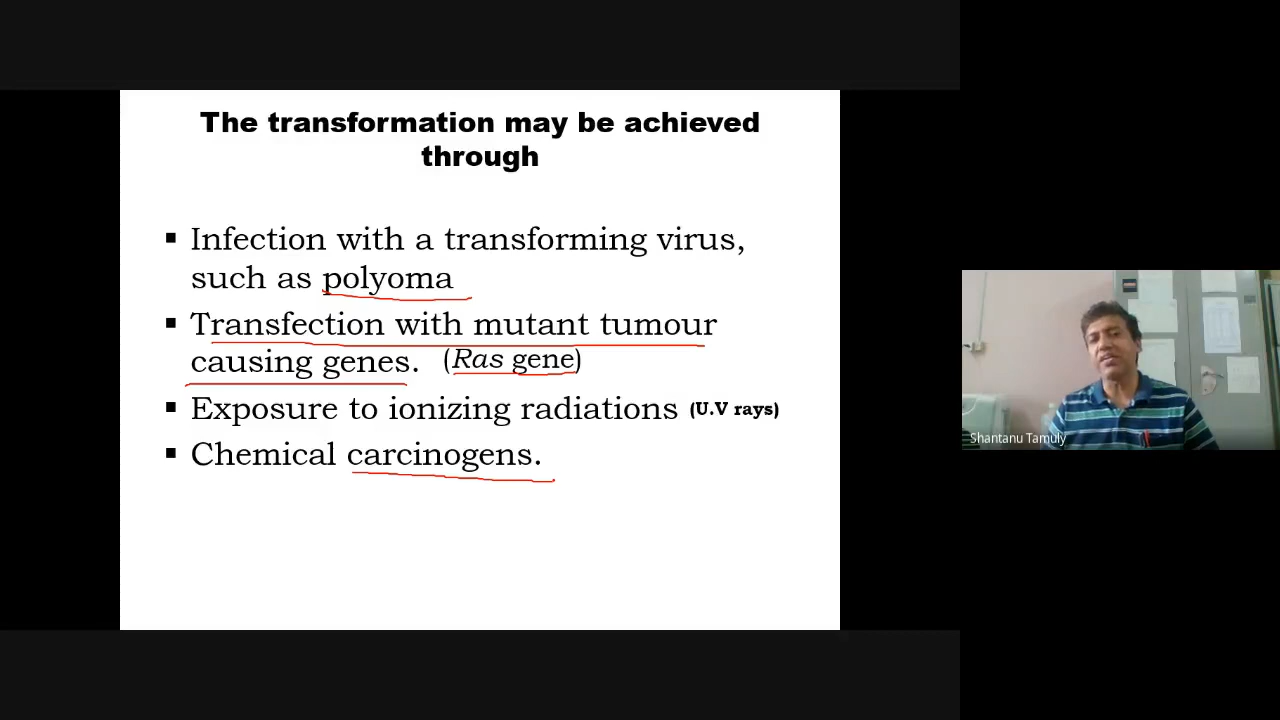 The transformation may be achieved
through
▪ Infection with a transforming virus,
such as polyoma
▪ Transfection with mutant tumour
causing genes. (Ras gene)
▪ Exposure to ionizing radiations (U.V rays)
▪ Chemical carcinogens.
Shantanu Tamuly